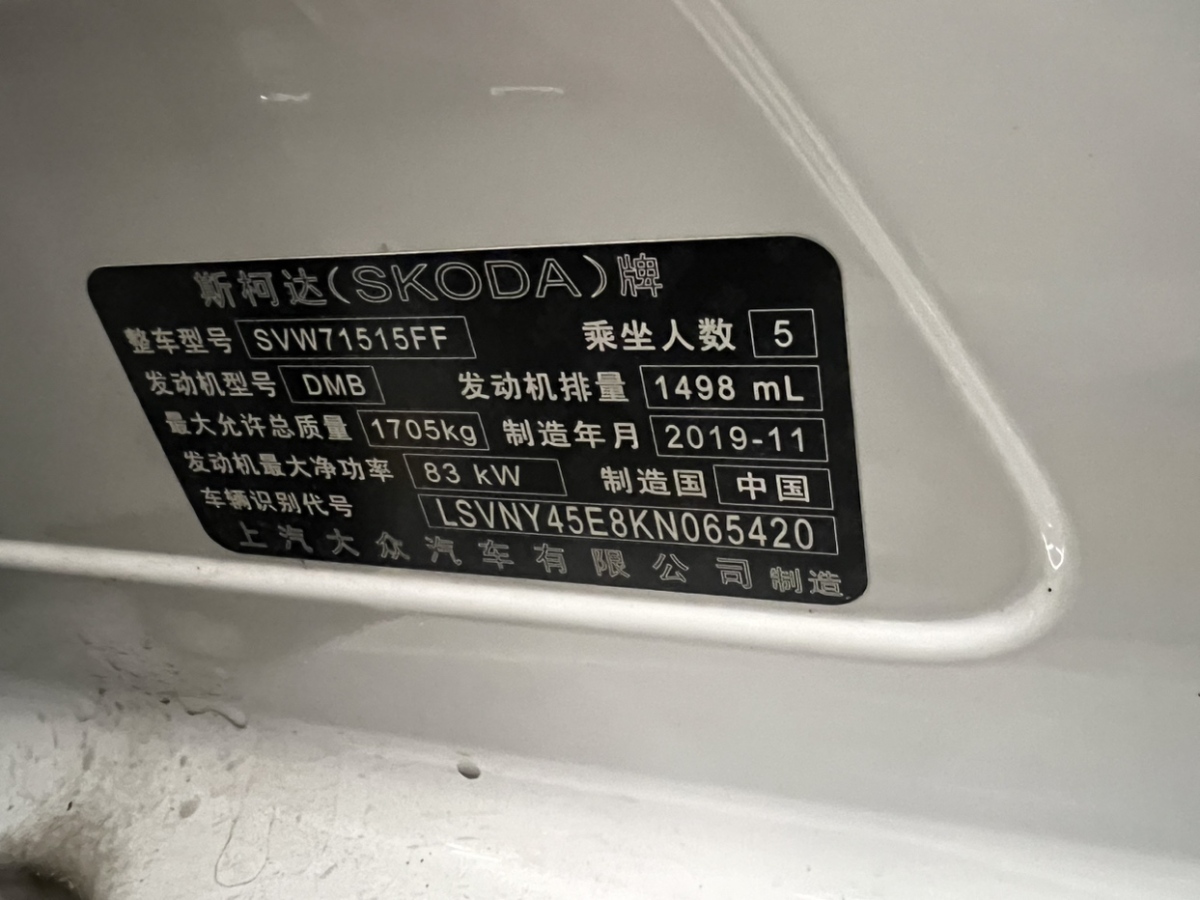 斯柯达(SKODA)牌
整车型号 SVW71515FF 乘坐人数 5
发动机型号 DMB 发动机排量 1498 mL
最大允许总质量 1705kg 制造年月 2019-11
发动机最大净功率 83 kW 制造国 中国
车辆识别代号 LSVNY45E8KN065420
上汽大众汽车有限公司制造